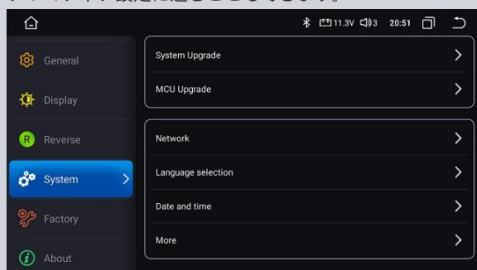 11.3V 3 20:51
General
Display
R Reverse
System
Factory
About
System Upgrade
MCU Upgrade
Network
Language selection
Date and time
More